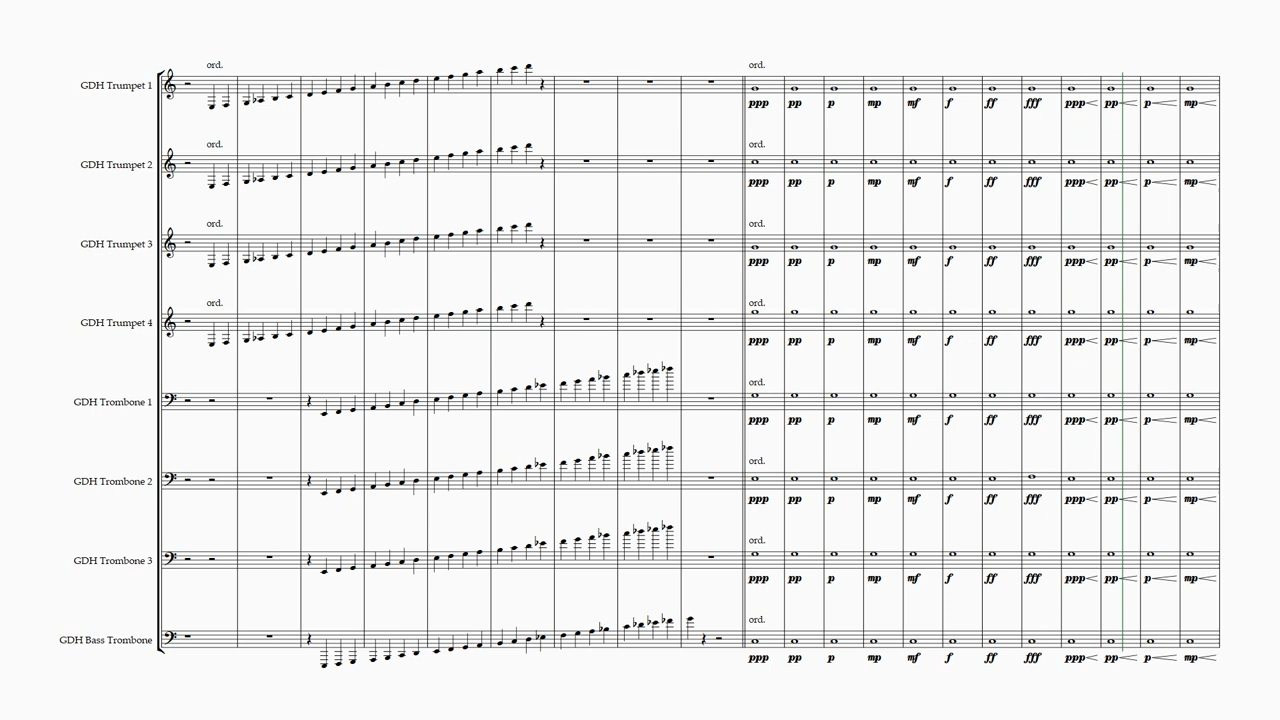 ord. ord.
GDH Trumpet 1
ppp pp p mp mf f ff fff ppp pp p mp
ord. ord.
GDH Trumpet 2
ppp pp p mp mf f ff fff ppp pp p mp
ord. ord.
GDH Trumpet 3
ppp pp p mp mf f ff fff ppp pp p mp
ord. ord.
GDH Trumpet 4
ppp pp p mp mf f ff fff ppp pp p mp
ord.
GDH Trombone 1
ppp pp p mp mf f ff fff ppp pp p mp
ord.
GDH Trombone 2
ppp pp p mp mf f ff fff ppp pp p mp
ord.
GDH Trombone 3
ppp pp p mp mf f ff fff ppp pp p mp
ord.
GDH Bass Trombone
ppp pp p mp mf f ff fff ppp pp p mp